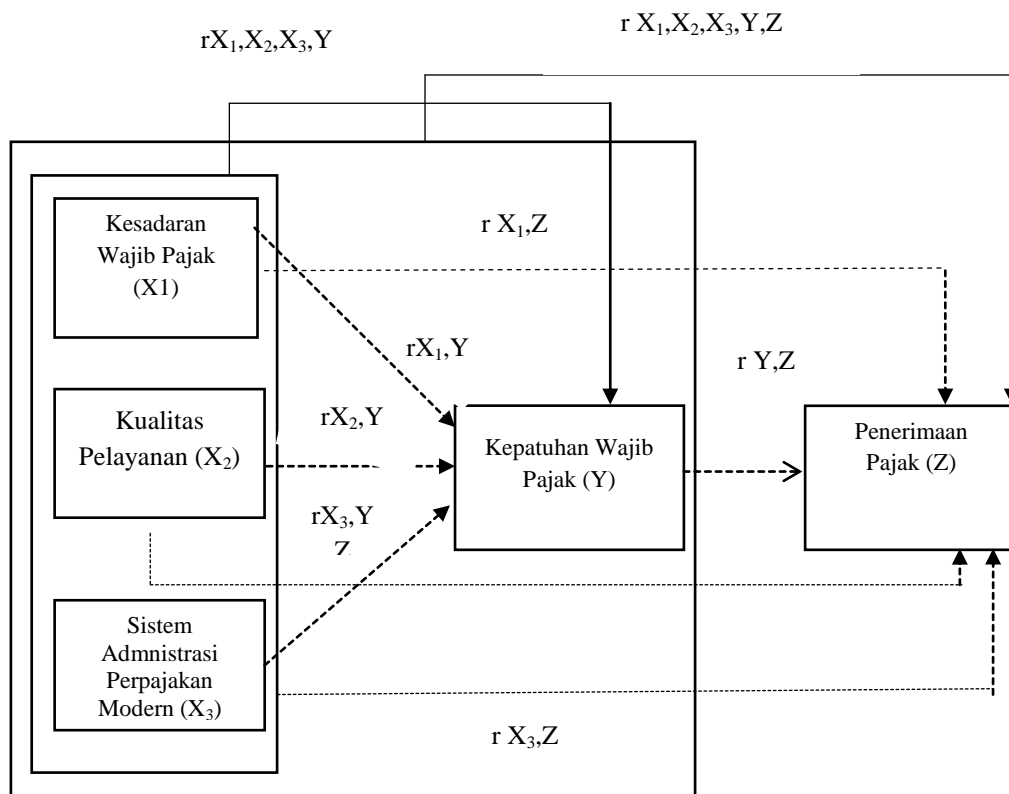 r X₁,X₂,X₃,Y,Z
rX₁,X₂,X₃,Y
Kesadaran
Wajib Pajak
(X1)
r X₁,Z
rX₁,Y
r Y,Z
Kualitas
Pelayanan (X₂)
rX₂,Y
Kepatuhan Wajib
Pajak (Y)
Penerimaan
Pajak (Z)
rX₃,Y
Z
Sistem
Admnistrasi
Perpajakan
Modern (X₃)
r X₃,Z